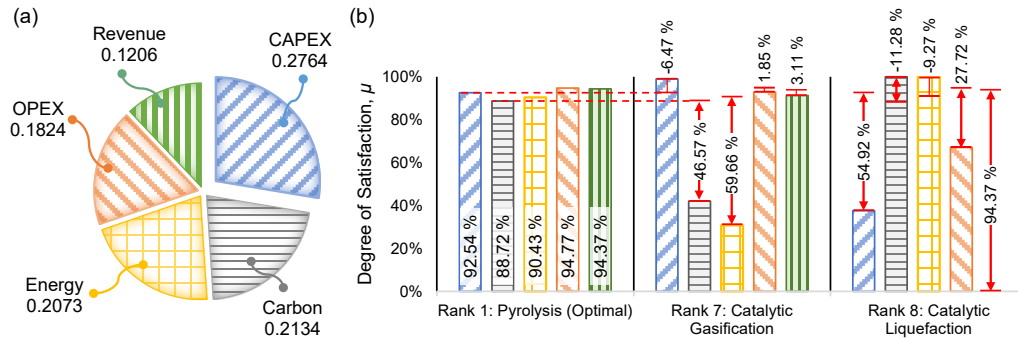 (a)
Revenue
0.1206
CAPEX
0.2764
OPEX
0.1824
Energy
0.2073
Carbon
0.2134
(b)
Degree of Satisfaction, μ
100%
80%
60%
40%
20%
0%
92.54 %
88.72 %
90.43 %
94.77 %
94.37 %
-6.47 %
46.57 %
59.66 %
1.85 %
3.11 %
54.92 %
-11.28 %
-9.27 %
27.72 %
94.37 %
Rank 1: Pyrolysis (Optimal)
Rank 7: Catalytic
Gasification
Rank 8: Catalytic
Liquefaction